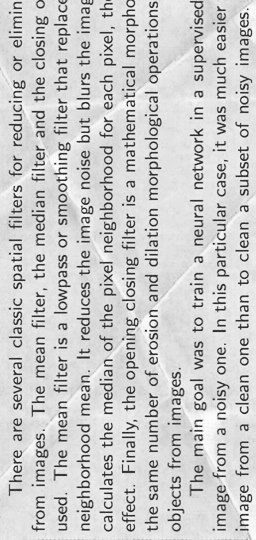 There are several classic spatial filters for reducing or elimin
from images. The mean filter, the median filter and the closing o
used. The mean filter is a lowpass or smoothing filter that replace
neighborhood mean. It reduces the image noise but blurs the imag
calculates the median of the pixel neighborhood for each pixel, the
effect. Finally, the opening closing filter is a mathematical morpho
the same number of erosion and dilation morphological operations
objects from images.
The main goal was to train a neural network in a supervised
image from a noisy one. In this particular case, it was much easier
image from a clean one than to clean a subset of noisy images.